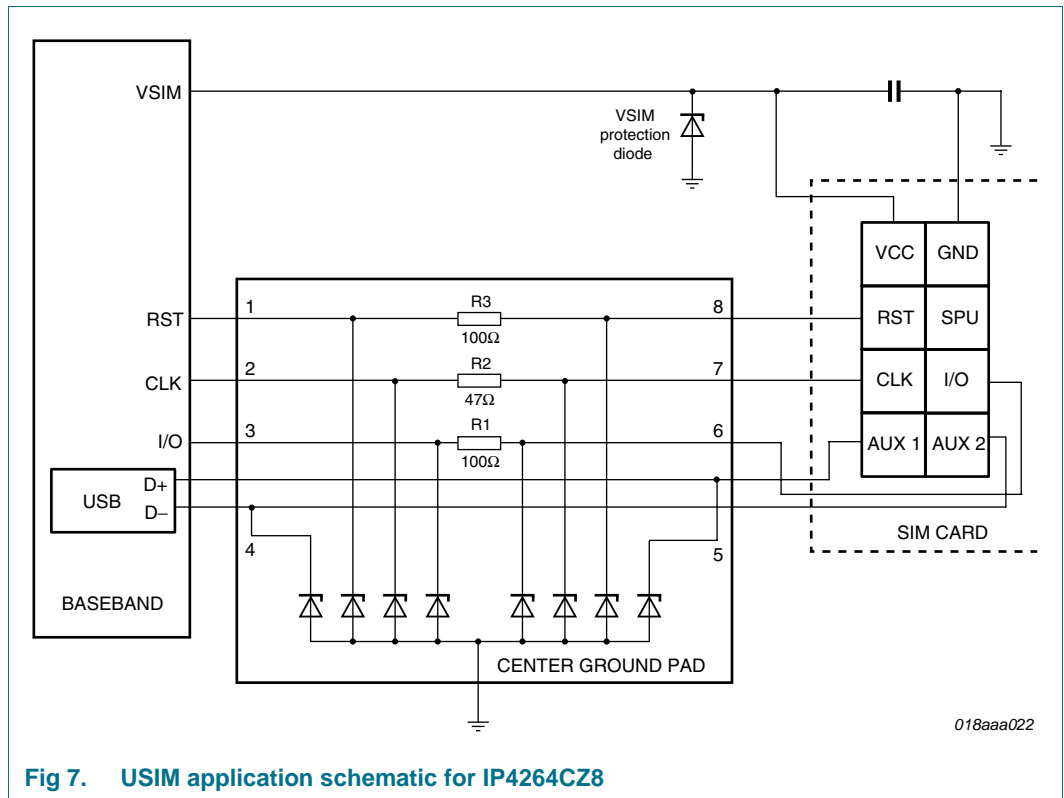 VSIM
VSIM
protection
diode
VCC GND
RST 1 R3 8 RST SPU
100Ω
CLK 2 R2 7 CLK I/O
47Ω
I/O 3 R1 6
100Ω
AUX 1 AUX 2
USB D+
D–
SIM CARD
4 5
BASEBAND
CENTER GROUND PAD
018aaa022
Fig 7. USIM application schematic for IP4264CZ8